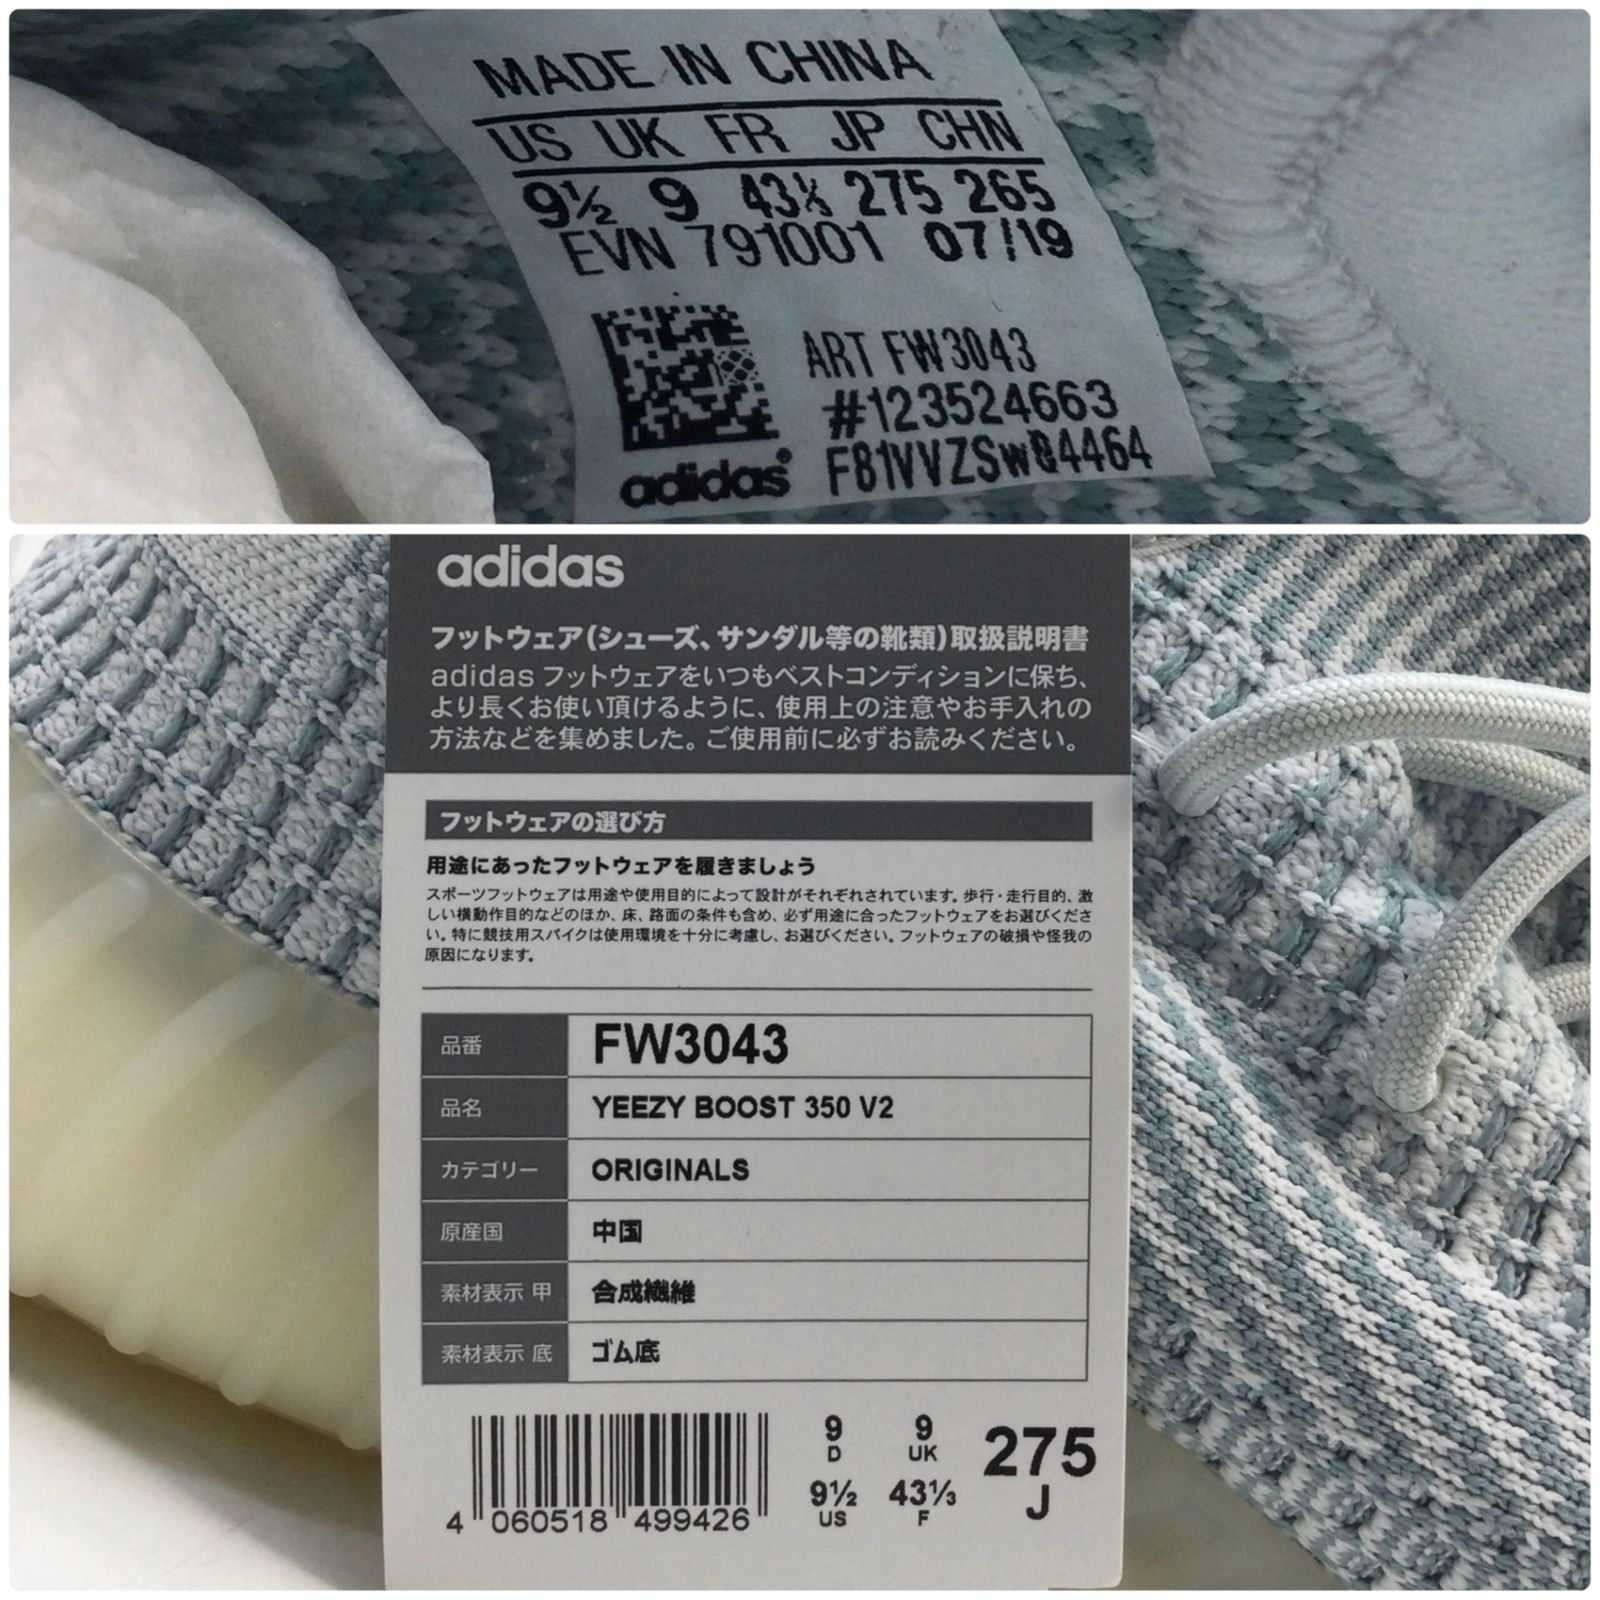 MADE IN CHINA
US UK FR JP CHN
9½ 9 43⅓ 275 265
EVN 791001 07/19
ART FW3043
#123524663
F81VVZSW04464
adidas
adidas
フットウェア(シューズ、サンダル等の靴類)取扱説明書
adidas フットウェアをいつもベストコンディションに保ち、
より長くお使い頂けるように、使用上の注意やお手入れの
方法などを集めました。ご使用前に必ずお読みください。
フットウェアの選び方
用途にあったフットウェアを履きましょう
スポーツフットウェアは用途や使用目的によって設計がそれぞれされています。歩行・走行目的、激
しい横動作目的などのほか、床、路面の条件も含め、必ず用途に合ったフットウェアをお選びくださ
い。特に競技用スパイクは使用環境を十分に考慮し、お選びください。フットウェアの破損や怪我の
原因になります。
品番 FW3043
品名 YEEZY BOOST 350 V2
カテゴリー ORIGINALS
原産国 中国
素材表示 甲 合成繊維
素材表示 底 ゴム底
4 060518 499426
9 D 9 UK 275 J
9½ US 43⅓ F